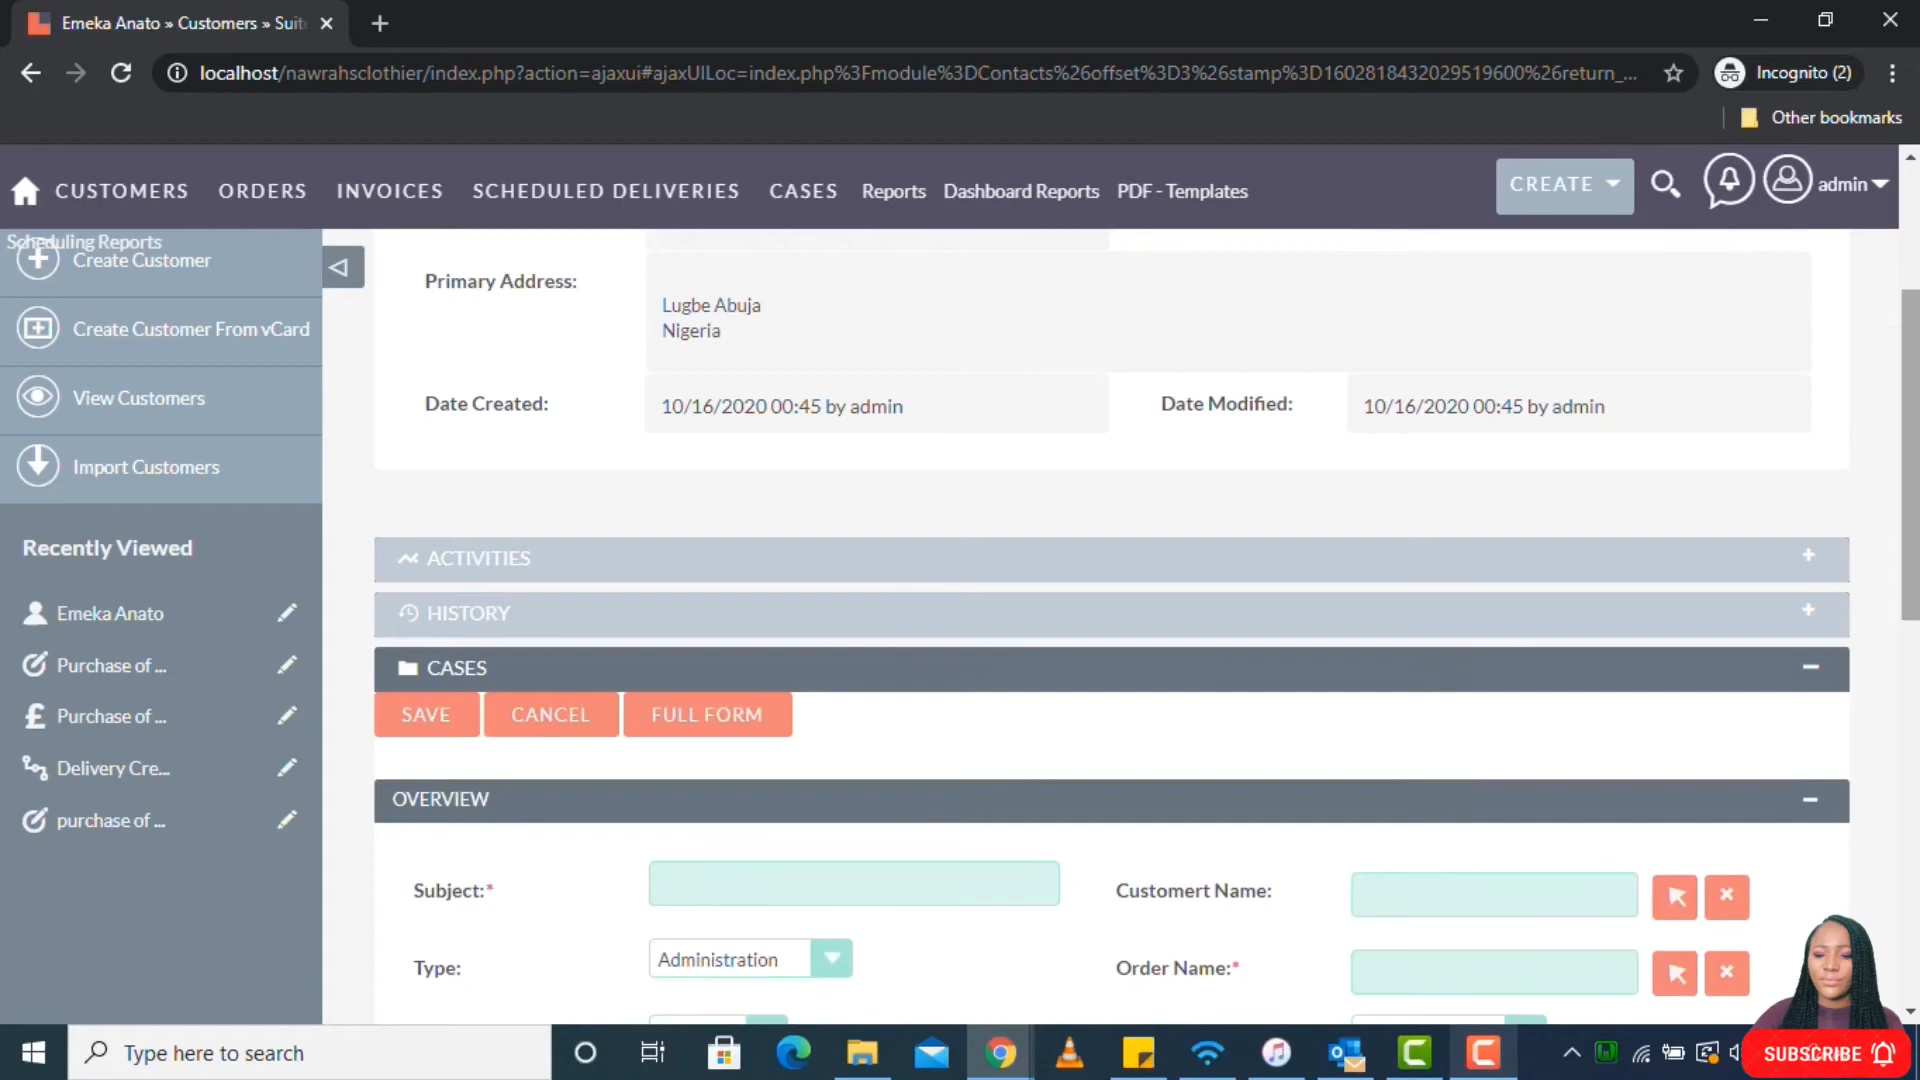 Emeka Anato » Customers » Suit
localhost/nawrahsclothier/index.php?action=ajaxui#ajaxUILoc=index.php%3Fmodule%3DContacts%26offset%3D3%26stamp%3D1602818432029519600%26return_...
Incognito (2)
Other bookmarks
CUSTOMERS ORDERS INVOICES SCHEDULED DELIVERIES CASES Reports Dashboard Reports PDF - Templates
CREATE
admin
Scheduling Reports
Create Customer
Create Customer From vCard
View Customers
Import Customers
Recently Viewed
Emeka Anato
Purchase of ...
£ Purchase of ...
Delivery Cre...
purchase of ...
Primary Address:
Lugbe Abuja
Nigeria
Date Created: 10/16/2020 00:45 by admin
Date Modified: 10/16/2020 00:45 by admin
ACTIVITIES
HISTORY
CASES
SAVE CANCEL FULL FORM
OVERVIEW
Subject:*
Customert Name:
Type: Administration
Order Name:*
Type here to search
SUBSCRIBE